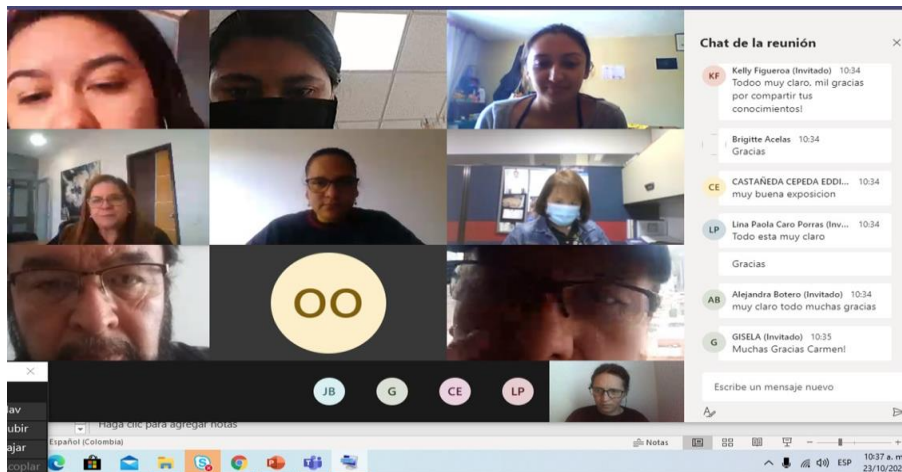 Chat de la reunión
KF
Kelly Figueroa (Invitado) 10:34
Todoo muy claro, mil gracias
por compartir tus
conocimientos!
Brigitte Acelas 10:34
Gracias
CE
CASTAÑEDA CEPEDA EDDI... 10:34
muy buena exposicion
LP
Lina Paola Caro Porras (Inv... 10:34
Todo esta muy claro
Gracias
AB
Alejandra Botero (Invitado) 10:34
muy claro todo muchas gracias
G
GISELA (Invitado) 10:35
Muchas Gracias Carmen!
Escribe un mensaje nuevo
OO
JB G CE LP
ubir
ajar
copiar
Haga clic para agregar notas
Español (Colombia)
Notas
ESP
10:37 a. m
23/10/202